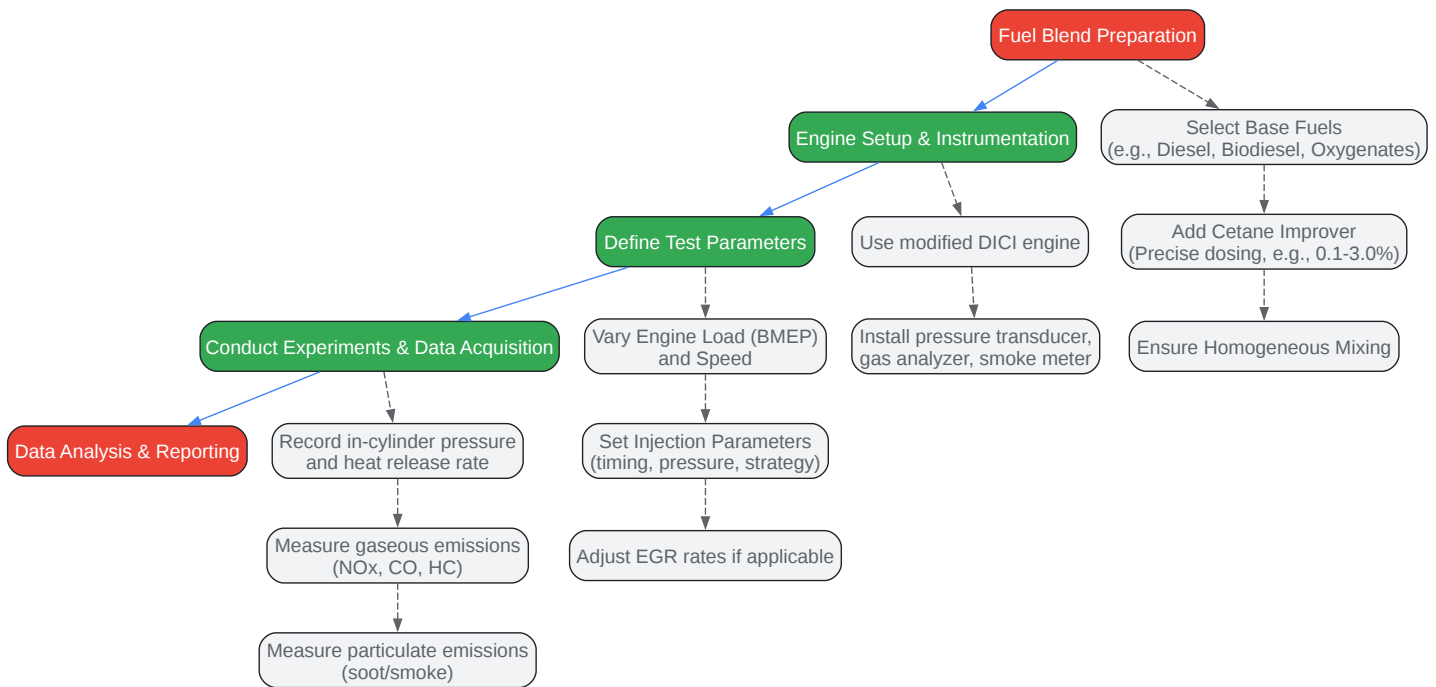 Fuel Blend Preparation
Engine Setup & Instrumentation
Select Base Fuels
(e.g., Diesel, Biodiesel, Oxygenates)
Define Test Parameters
Use modified DICI engine
Add Cetane Improver
(Precise dosing, e.g., 0.1-3.0%)
Conduct Experiments & Data Acquisition
Vary Engine Load (BMEP)
and Speed
Install pressure transducer,
gas analyzer, smoke meter
Ensure Homogeneous Mixing
Data Analysis & Reporting
Record in-cylinder pressure
and heat release rate
Set Injection Parameters
(timing, pressure, strategy)
Measure gaseous emissions
(NOx, CO, HC)
Adjust EGR rates if applicable
Measure particulate emissions
(soot/smoke)